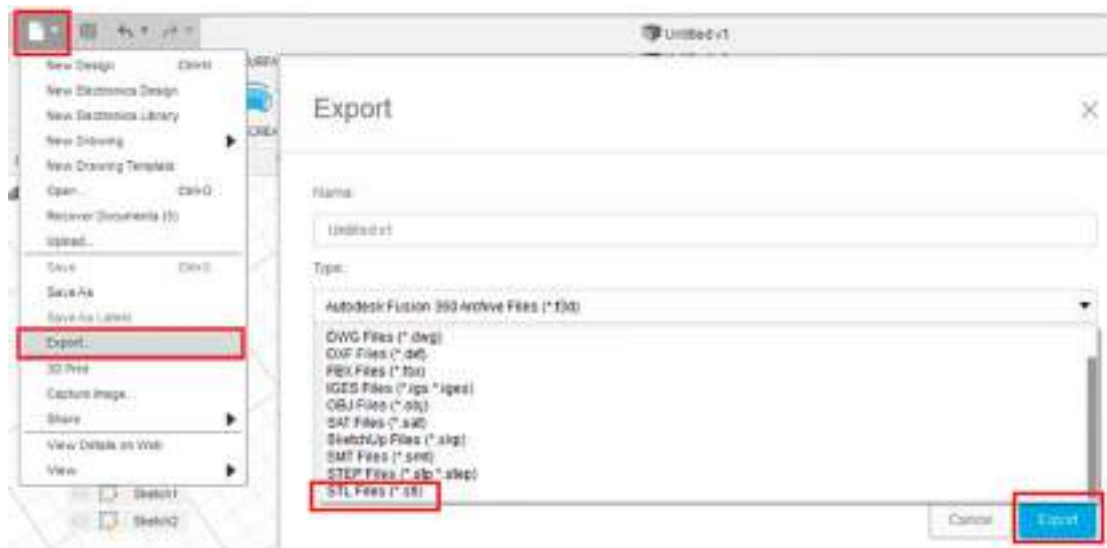 Untitled v1
New Design Ctrl+N
New Electronics Design
New Electronics Library
New Drawing
New Drawing Template
Open... Ctrl+O
Recover Documents (5)
Upload...
Save Ctrl+S
Save As
Save As Latest
Export...
3D Print
Capture Image...
Share
View Details on Web
View
Sketch1
Sketch2
SURFA
CREA
Export
Name:
Untitled v1
Type:
Autodesk Fusion 360 Archive Files (*.f3d)
DWG Files (*.dwg)
DXF Files (*.dxf)
FBX Files (*.fbx)
IGES Files (*.igs *.iges)
OBJ Files (*.obj)
SAT Files (*.sat)
SketchUp Files (*.skp)
SMT Files (*.smt)
STEP Files (*.stp *.step)
STL Files (*.stl)
Cancel Export